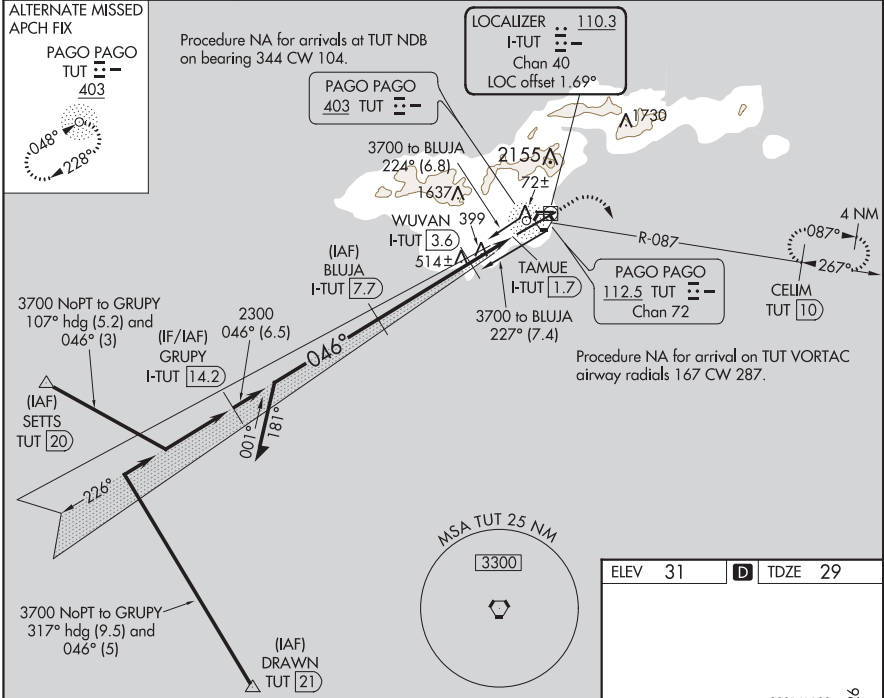 ALTERNATE MISSED
APCH FIX
PAGO PAGO
TUT
403
048°
228°
Procedure NA for arrivals at TUT NDB
on bearing 344 CW 104.
LOCALIZER 110.3
I-TUT
Chan 40
LOC offset 1.69°
PAGO PAGO
403 TUT
1730
3700 to BLUJA
224° (6.8)
2155
72±
1637
WUVAN
I-TUT 3.6
399
514±
(IAF)
BLUJA
I-TUT 7.7
TAMUE
I-TUT 1.7
R-087
4 NM
087°
267°
CELIM
TUT 10
PAGO PAGO
112.5 TUT
Chan 72
3700 to BLUJA
227° (7.4)
3700 NoPT to GRUPY
107° hdg (5.2) and
046° (3)
2300
046° (6.5)
(IF/IAF)
GRUPY
I-TUT 14.2
046°
Procedure NA for arrival on TUT VORTAC
airway radials 167 CW 287.
(IAF)
SETTS
TUT 20
001°
181°
226°
MSA TUT 25 NM
3300
3700 NoPT to GRUPY
317° hdg (9.5) and
046° (5)
(IAF)
DRAWN
TUT 21
ELEV 31 D TDZE 29